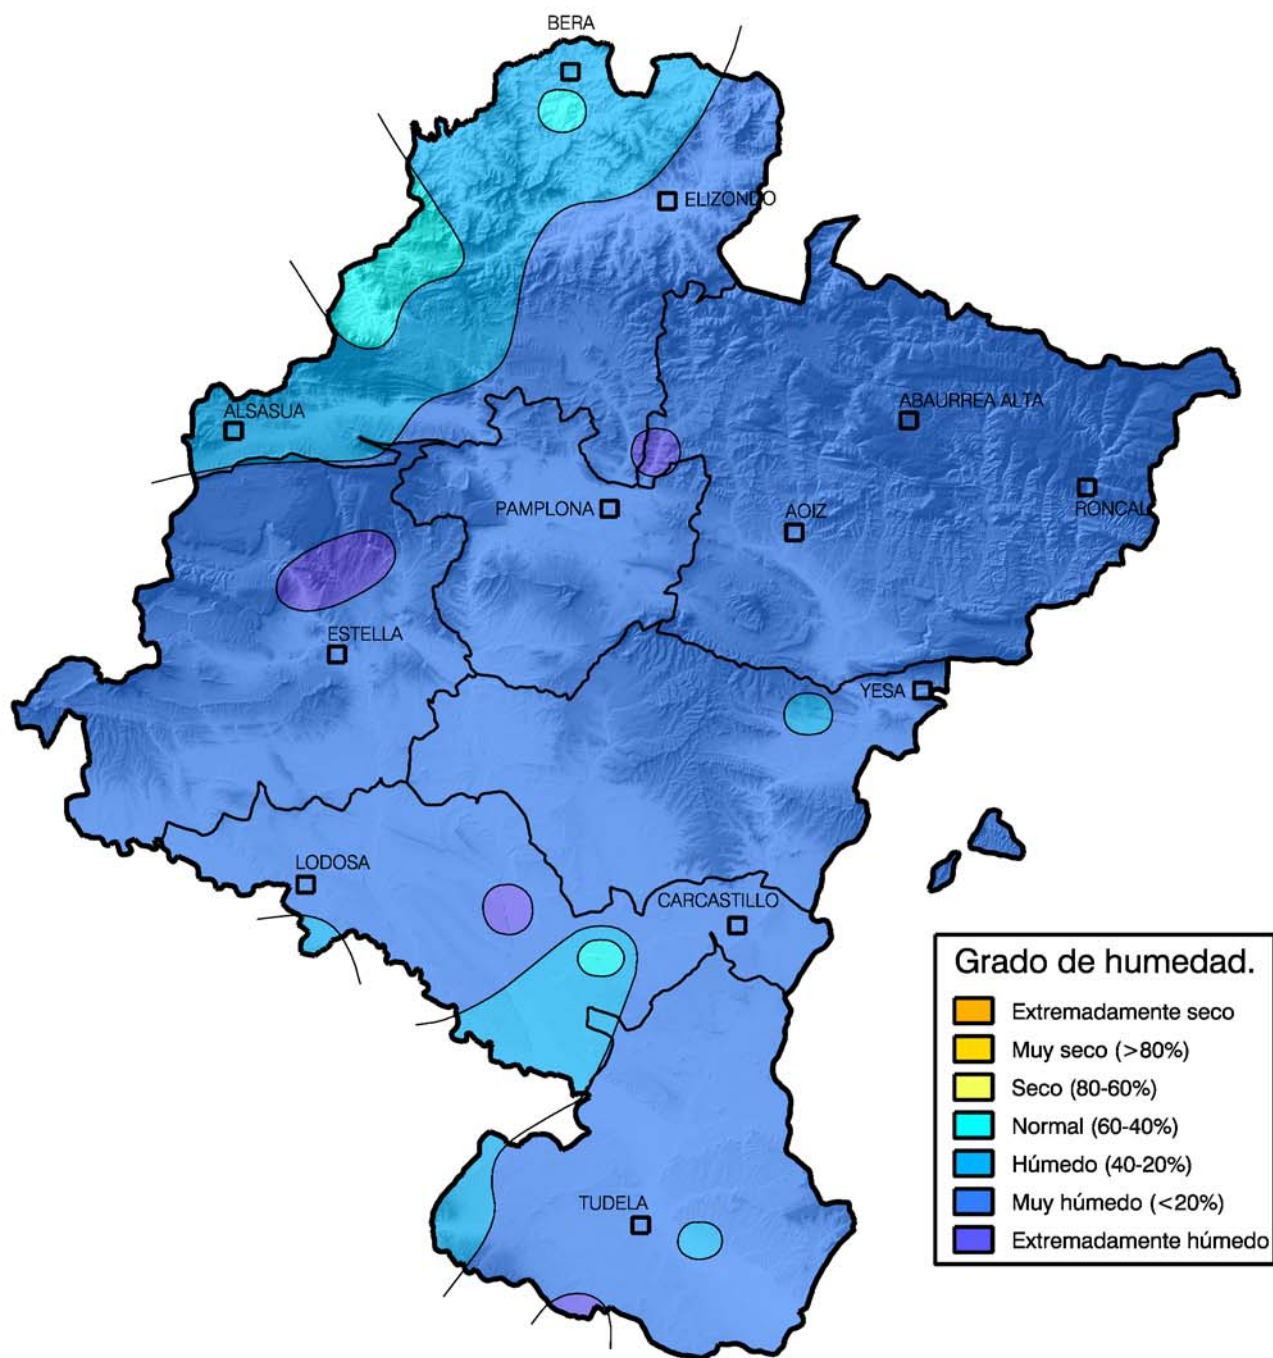 BERA
ELIZONDO
ALSASUA
ABAURREA ALTA
PAMPLONA
AOIZ
RONCAL
ESTELLA
YESA
LODOSA
CARCASTILLO
TUDELA
Grado de humedad.
Extremadamente seco
Muy seco (>80%)
Seco (80-60%)
Normal (60-40%)
Húmedo (40-20%)
Muy húmedo (<20%)
Extremadamente húmedo